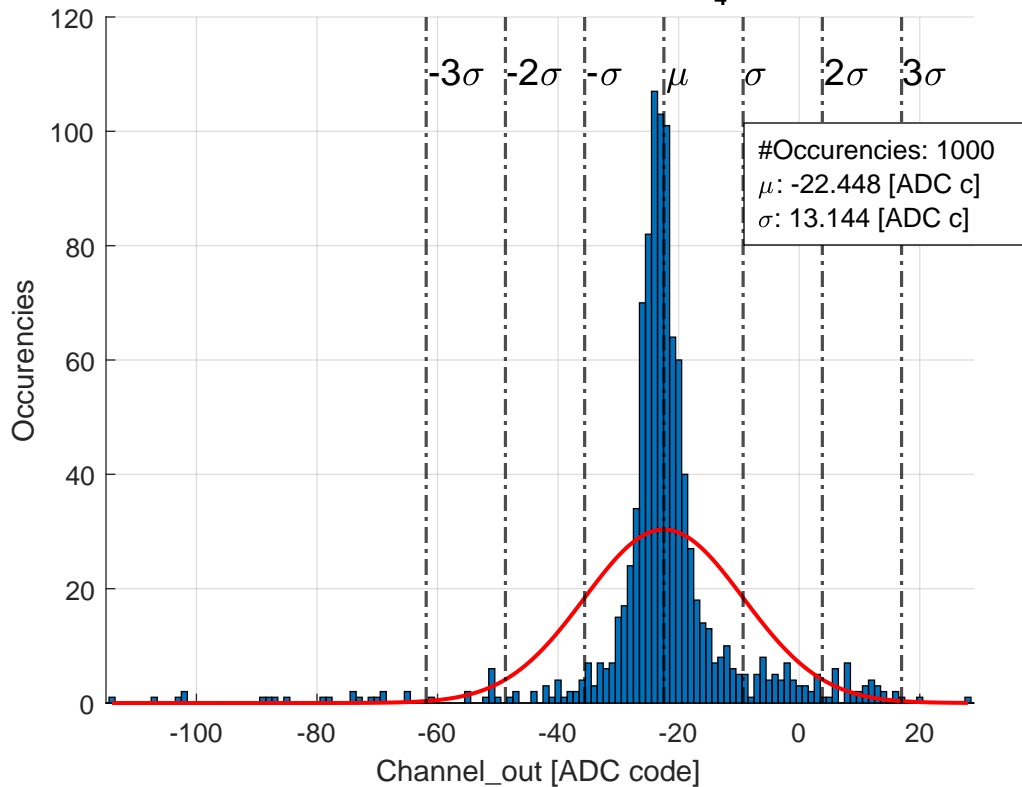 4
120
100
80
60
40
20
0
-3σ -2σ -σ μ σ 2σ 3σ
#Occurencies: 1000
μ: -22.448 [ADC c]
σ: 13.144 [ADC c]
Occurencies
-100 -80 -60 -40 -20 0 20
Channel_out [ADC code]